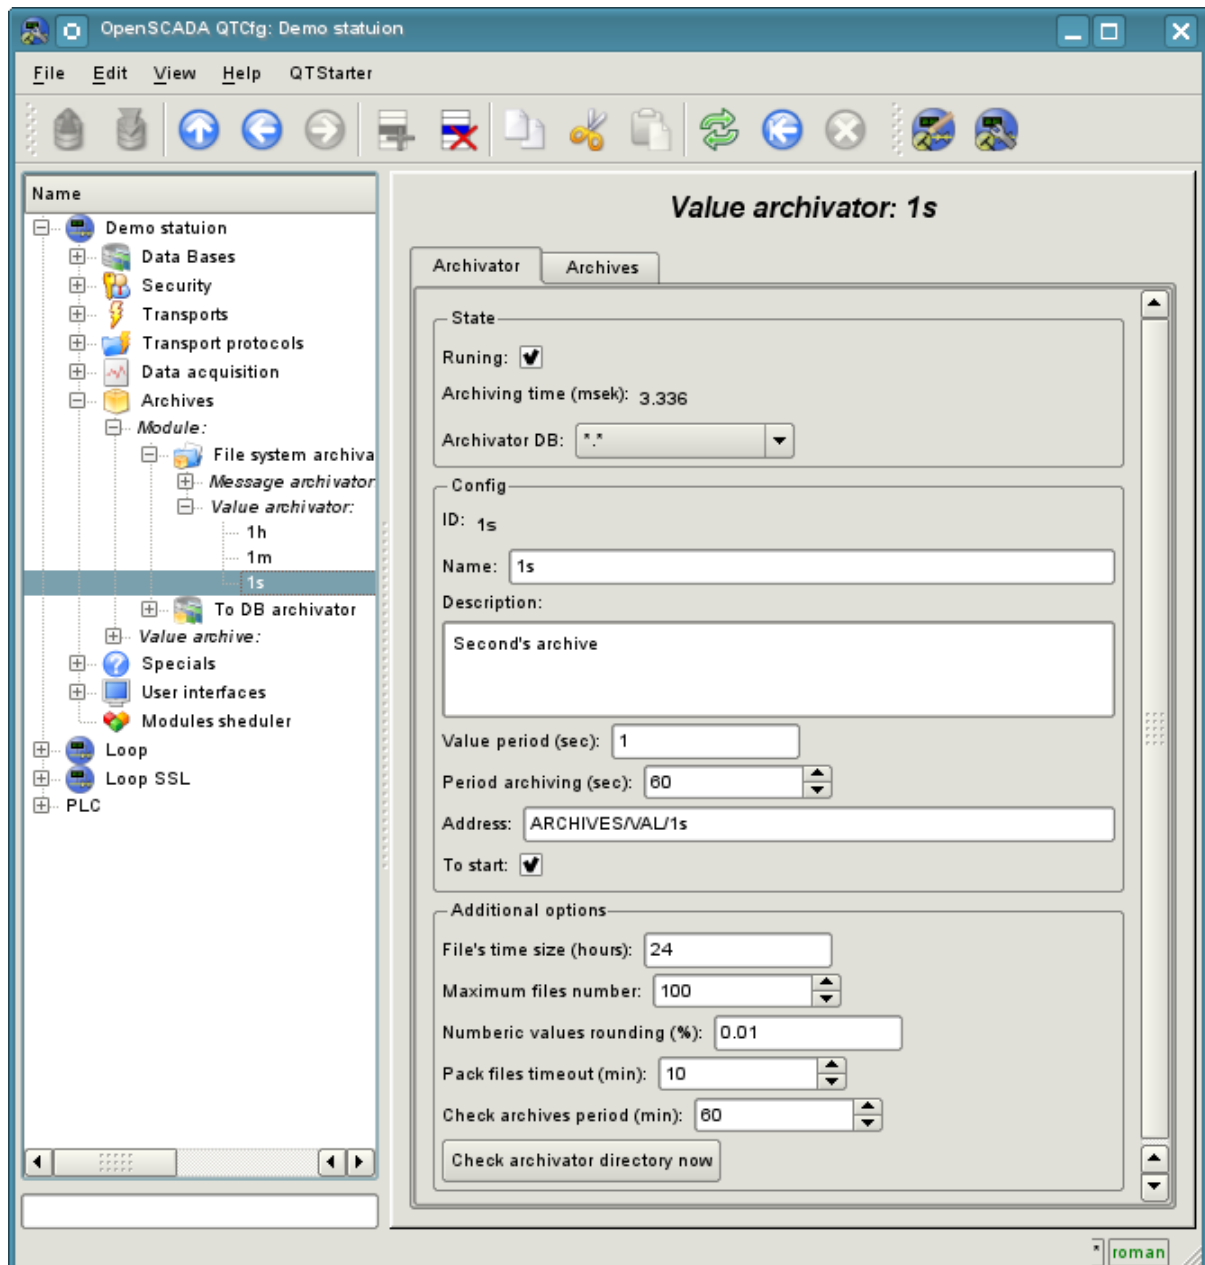 OpenSCADA QTCfg: Demo statuion
File Edit View Help QTStarter
Name
Demo statuion
Data Bases
Security
Transports
Transport protocols
Data acquisition
Archives
Module:
File system archiva
Message archivator
Value archivator:
1h
1m
1s
To DB archivator
Value archive:
Specials
User interfaces
Modules sheduler
Loop
Loop SSL
PLC
Value archivator: 1s
Archivator Archives
State
Runing:
Archiving time (msek): 3.336
Archivator DB: *.*
Config
ID: 1s
Name: 1s
Description:
Second's archive
Value period (sec): 1
Period archiving (sec): 60
Address: ARCHIVES/VAL/1s
To start:
Additional options
File's time size (hours): 24
Maximum files number: 100
Numberic values rounding (%): 0.01
Pack files timeout (min): 10
Check archives period (min): 60
Check archivator directory now
* roman